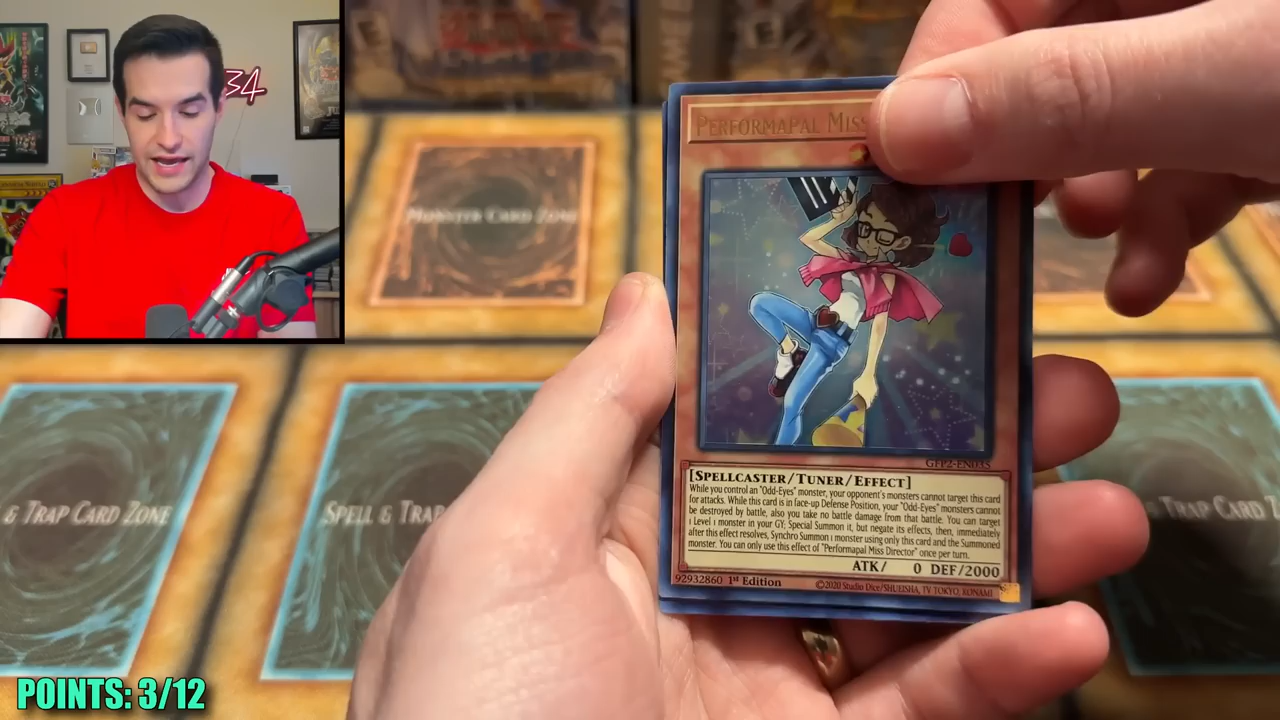 34
PERFORMAPAL MISS
MONSTER CARD ZONE
GFP2-EN035
[SPELLCASTER/TUNER/EFFECT]
While you control an "Odd-Eyes" monster, your opponent's monsters cannot target this card
for attacks. While this card is in face-up Defense Position, your "Odd-Eyes" monsters cannot
be destroyed by battle, also you take no battle damage from that battle. You can target
1 Level 1 monster in your GY; Special Summon it, but negate its effects, then, immediately
after this effect resolves, Synchro Summon 1 monster using only this card and the Summoned
monster. You can only use this effect of "Performapal Miss Director" once per turn.
ATK/ 0 DEF/2000
92932860 1st Edition ©2020 Studio Dice/SHUEISHA, TV TOKYO, KONAMI
& TRAP CARD ZONE
SPELL & TRAP
TRAP CARD Z
POINTS: 3/12